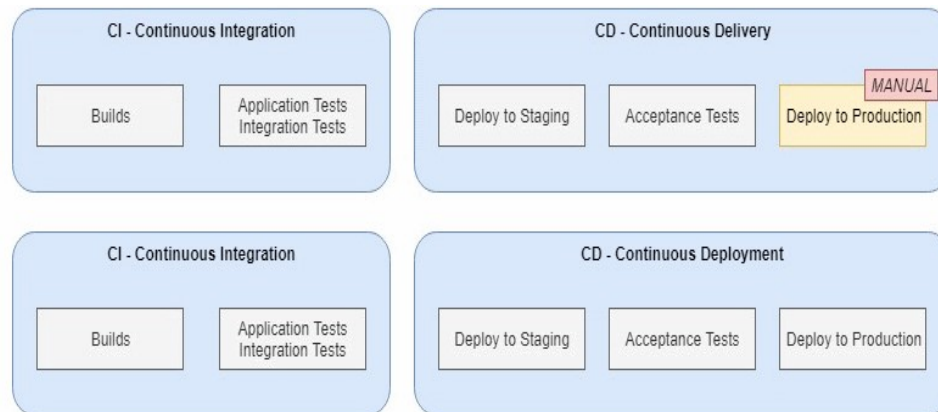 CI - Continuous Integration
CD - Continuous Delivery
MANUAL
Builds
Application Tests
Integration Tests
Deploy to Staging
Acceptance Tests
Deploy to Production
CI - Continuous Integration
CD - Continuous Deployment
Builds
Application Tests
Integration Tests
Deploy to Staging
Acceptance Tests
Deploy to Production